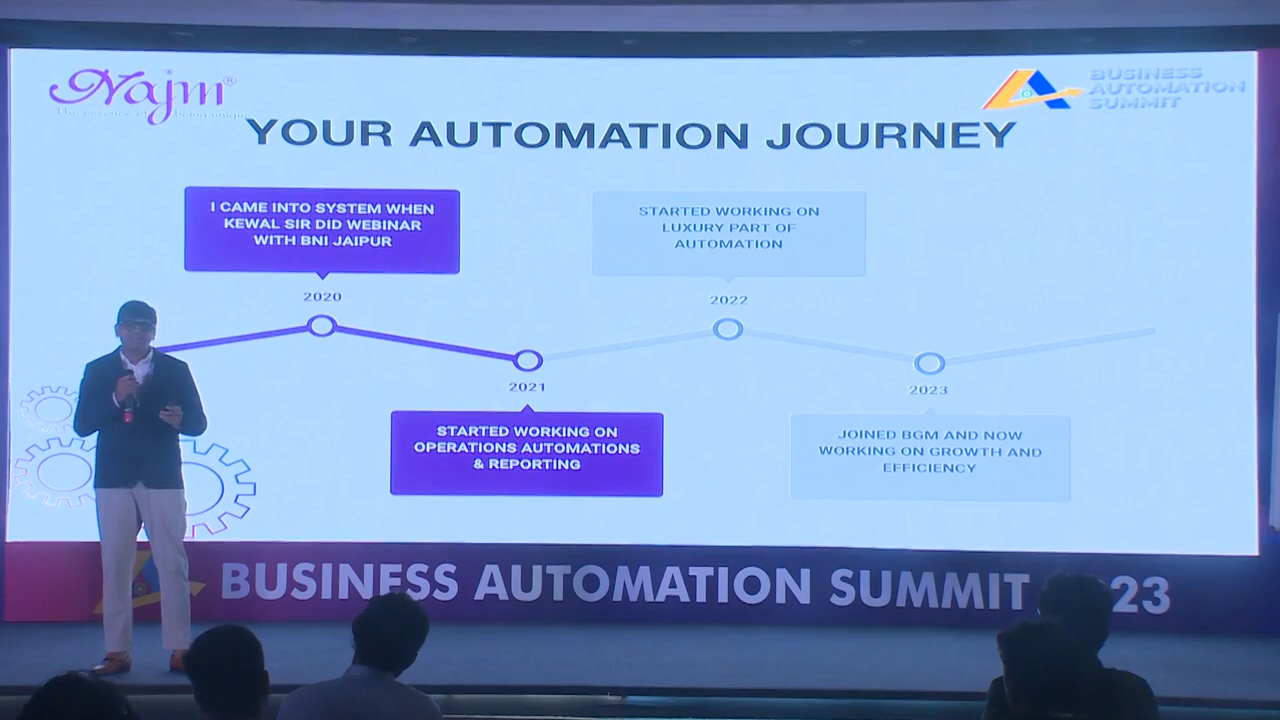 Najm®
The essence of being unique
BUSINESS
AUTOMATION
SUMMIT
YOUR AUTOMATION JOURNEY
I CAME INTO SYSTEM WHEN
KEWAL SIR DID WEBINAR
WITH BNI JAIPUR
2020
STARTED WORKING ON
LUXURY PART OF
AUTOMATION
2022
2021
STARTED WORKING ON
OPERATIONS AUTOMATIONS
& REPORTING
2023
JOINED BGM AND NOW
WORKING ON GROWTH AND
EFFICIENCY
BUSINESS AUTOMATION SUMMIT 23